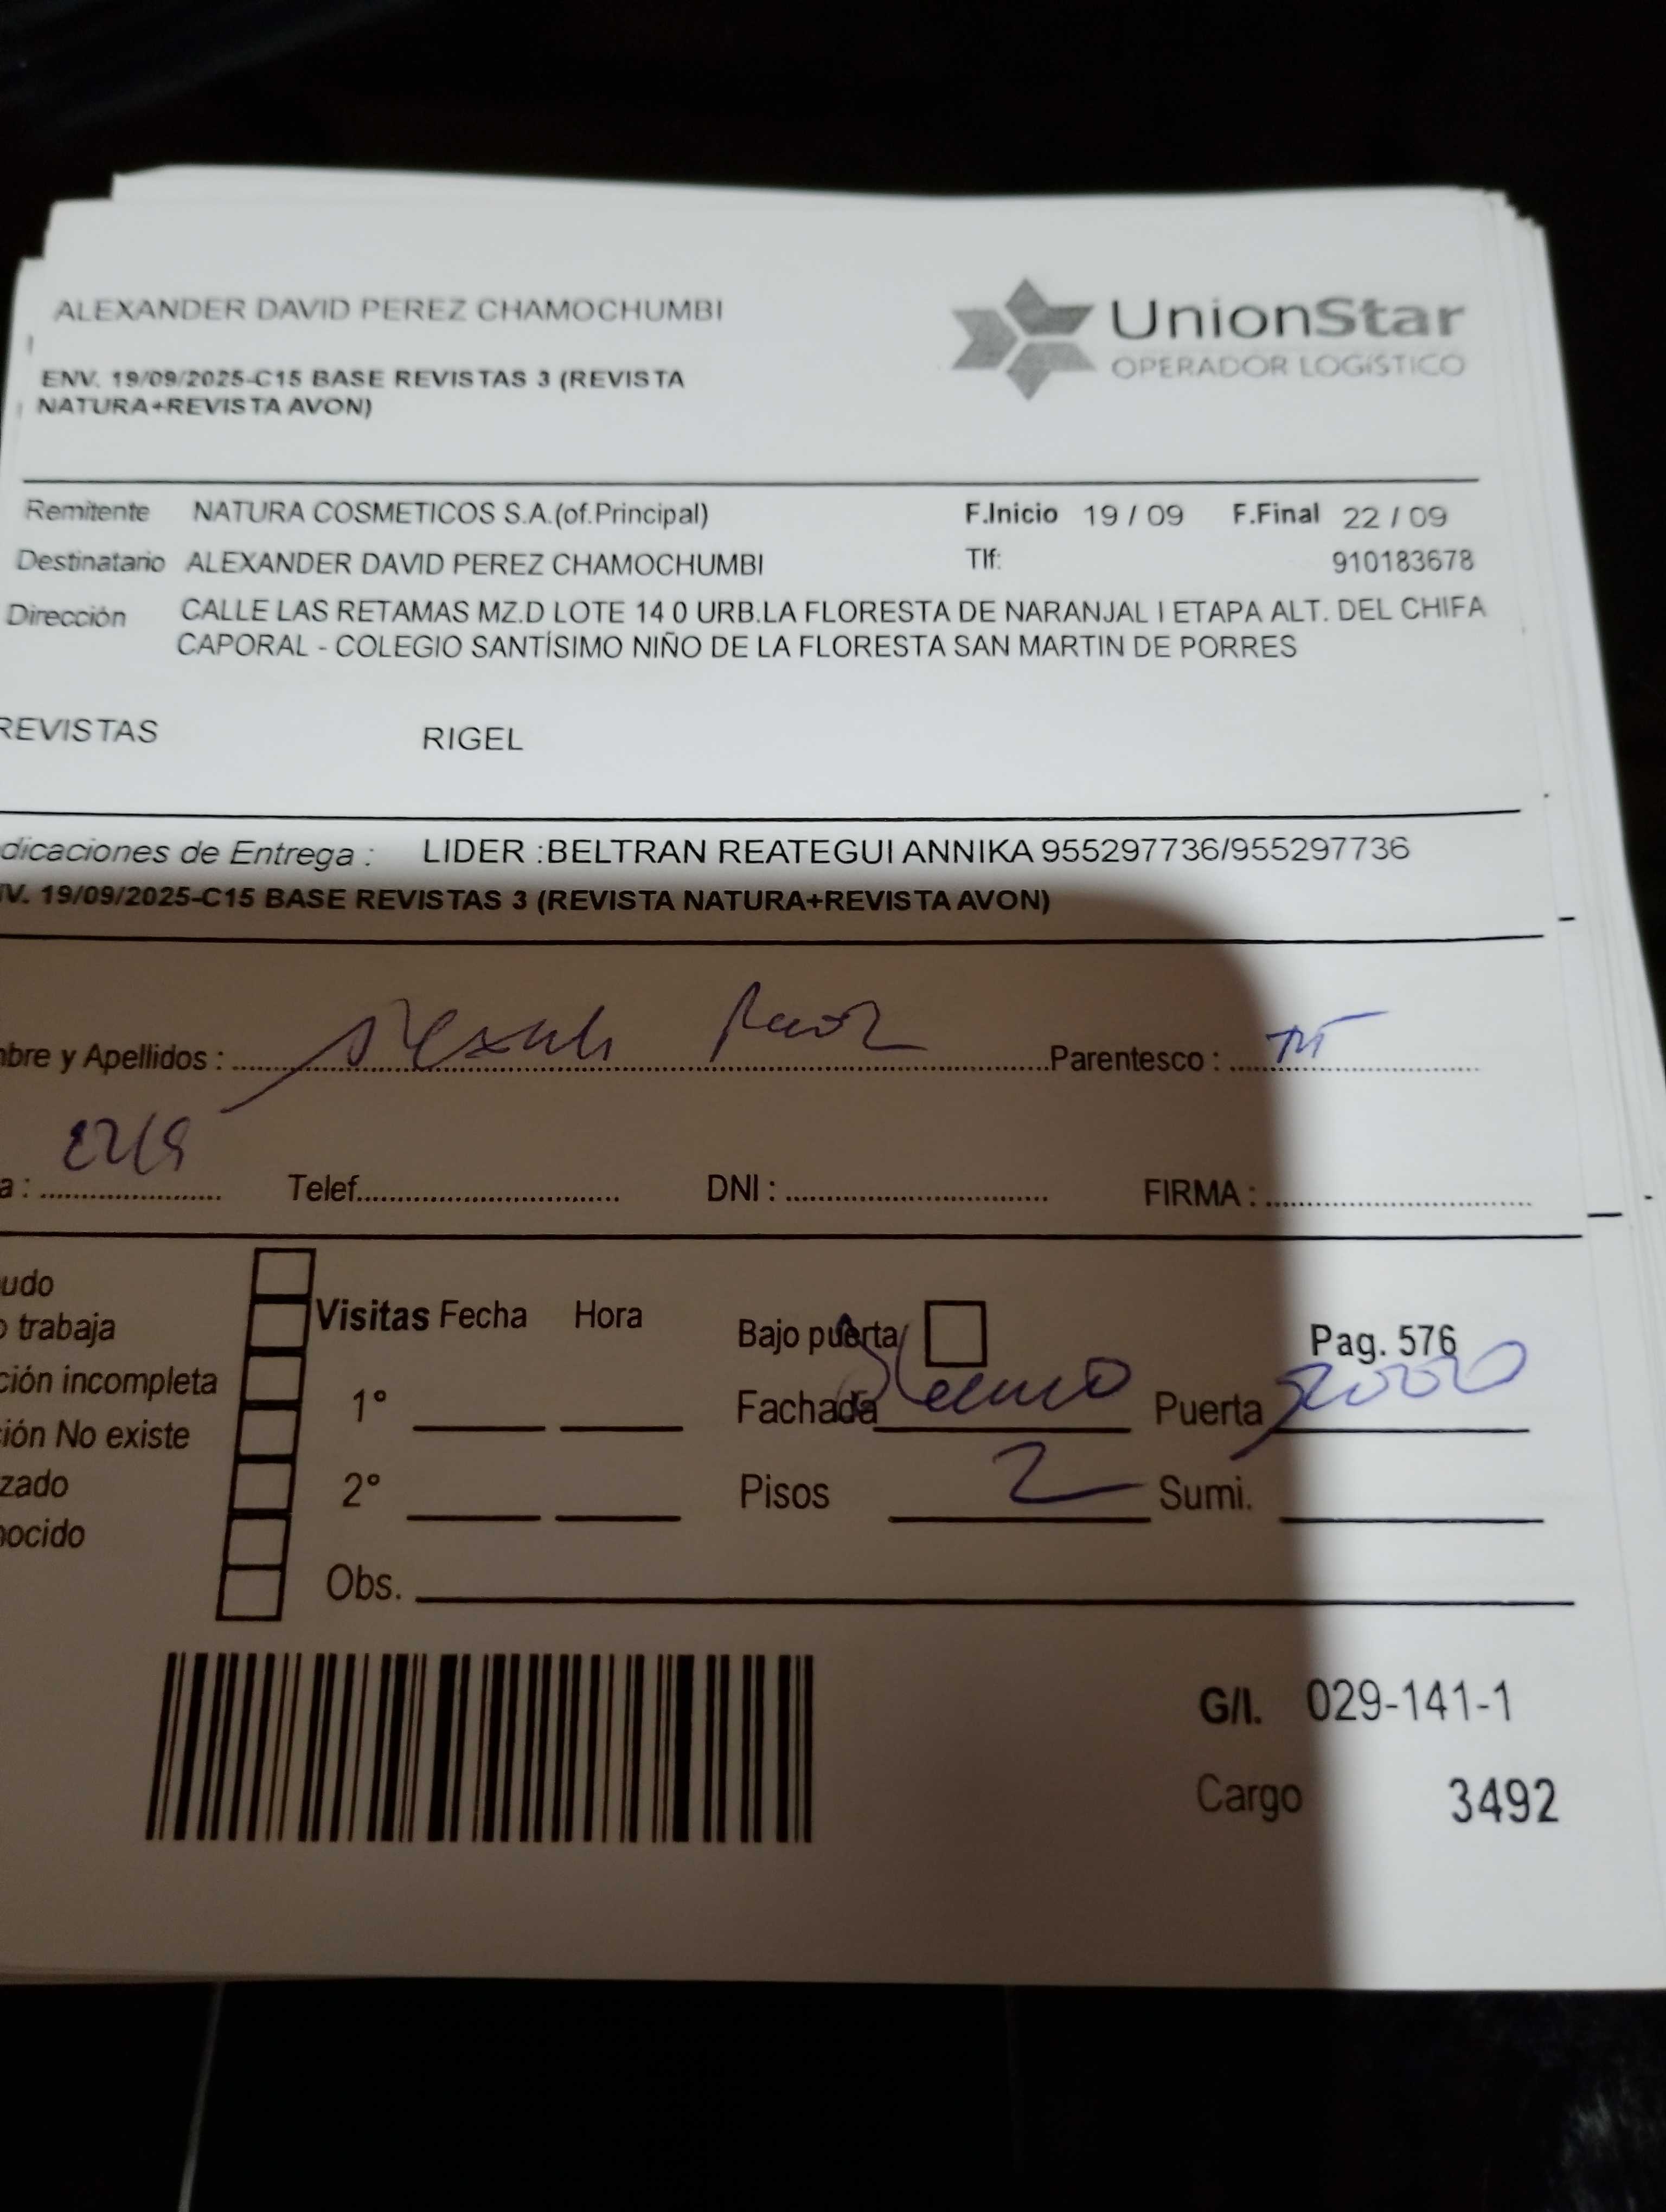 ALEXANDER DAVID PEREZ CHAMOCHUMBI
UnionStar
OPERADOR LOGÍSTICO
ENV. 19/09/2025-C15 BASE REVISTAS 3 (REVISTA
NATURA+REVISTA AVON)
Remitente NATURA COSMETICOS S.A.(of.Principal) F.Inicio 19 / 09 F.Final 22 / 09
Destinatario ALEXANDER DAVID PEREZ CHAMOCHUMBI Tlf: 910183678
Dirección CALLE LAS RETAMAS MZ.D LOTE 14 0 URB.LA FLORESTA DE NARANJAL I ETAPA ALT. DEL CHIFA
CAPORAL - COLEGIO SANTÍSIMO NIÑO DE LA FLORESTA SAN MARTIN DE PORRES
REVISTAS RIGEL
dicaciones de Entrega : LIDER :BELTRAN REATEGUI ANNIKA 955297736/955297736
V. 19/09/2025-C15 BASE REVISTAS 3 (REVISTA NATURA+REVISTA AVON)
bre y Apellidos : Parentesco :
a : 22/9 Telef. DNI : FIRMA :
udo
o trabaja
ción incompleta
ión No existe
zado
nocido
Visitas Fecha Hora
1°
2°
Obs.
Bajo puerta Pag. 576
Fachada Puerta
Pisos 2 Sumi.
G/I. 029-141-1
Cargo 3492